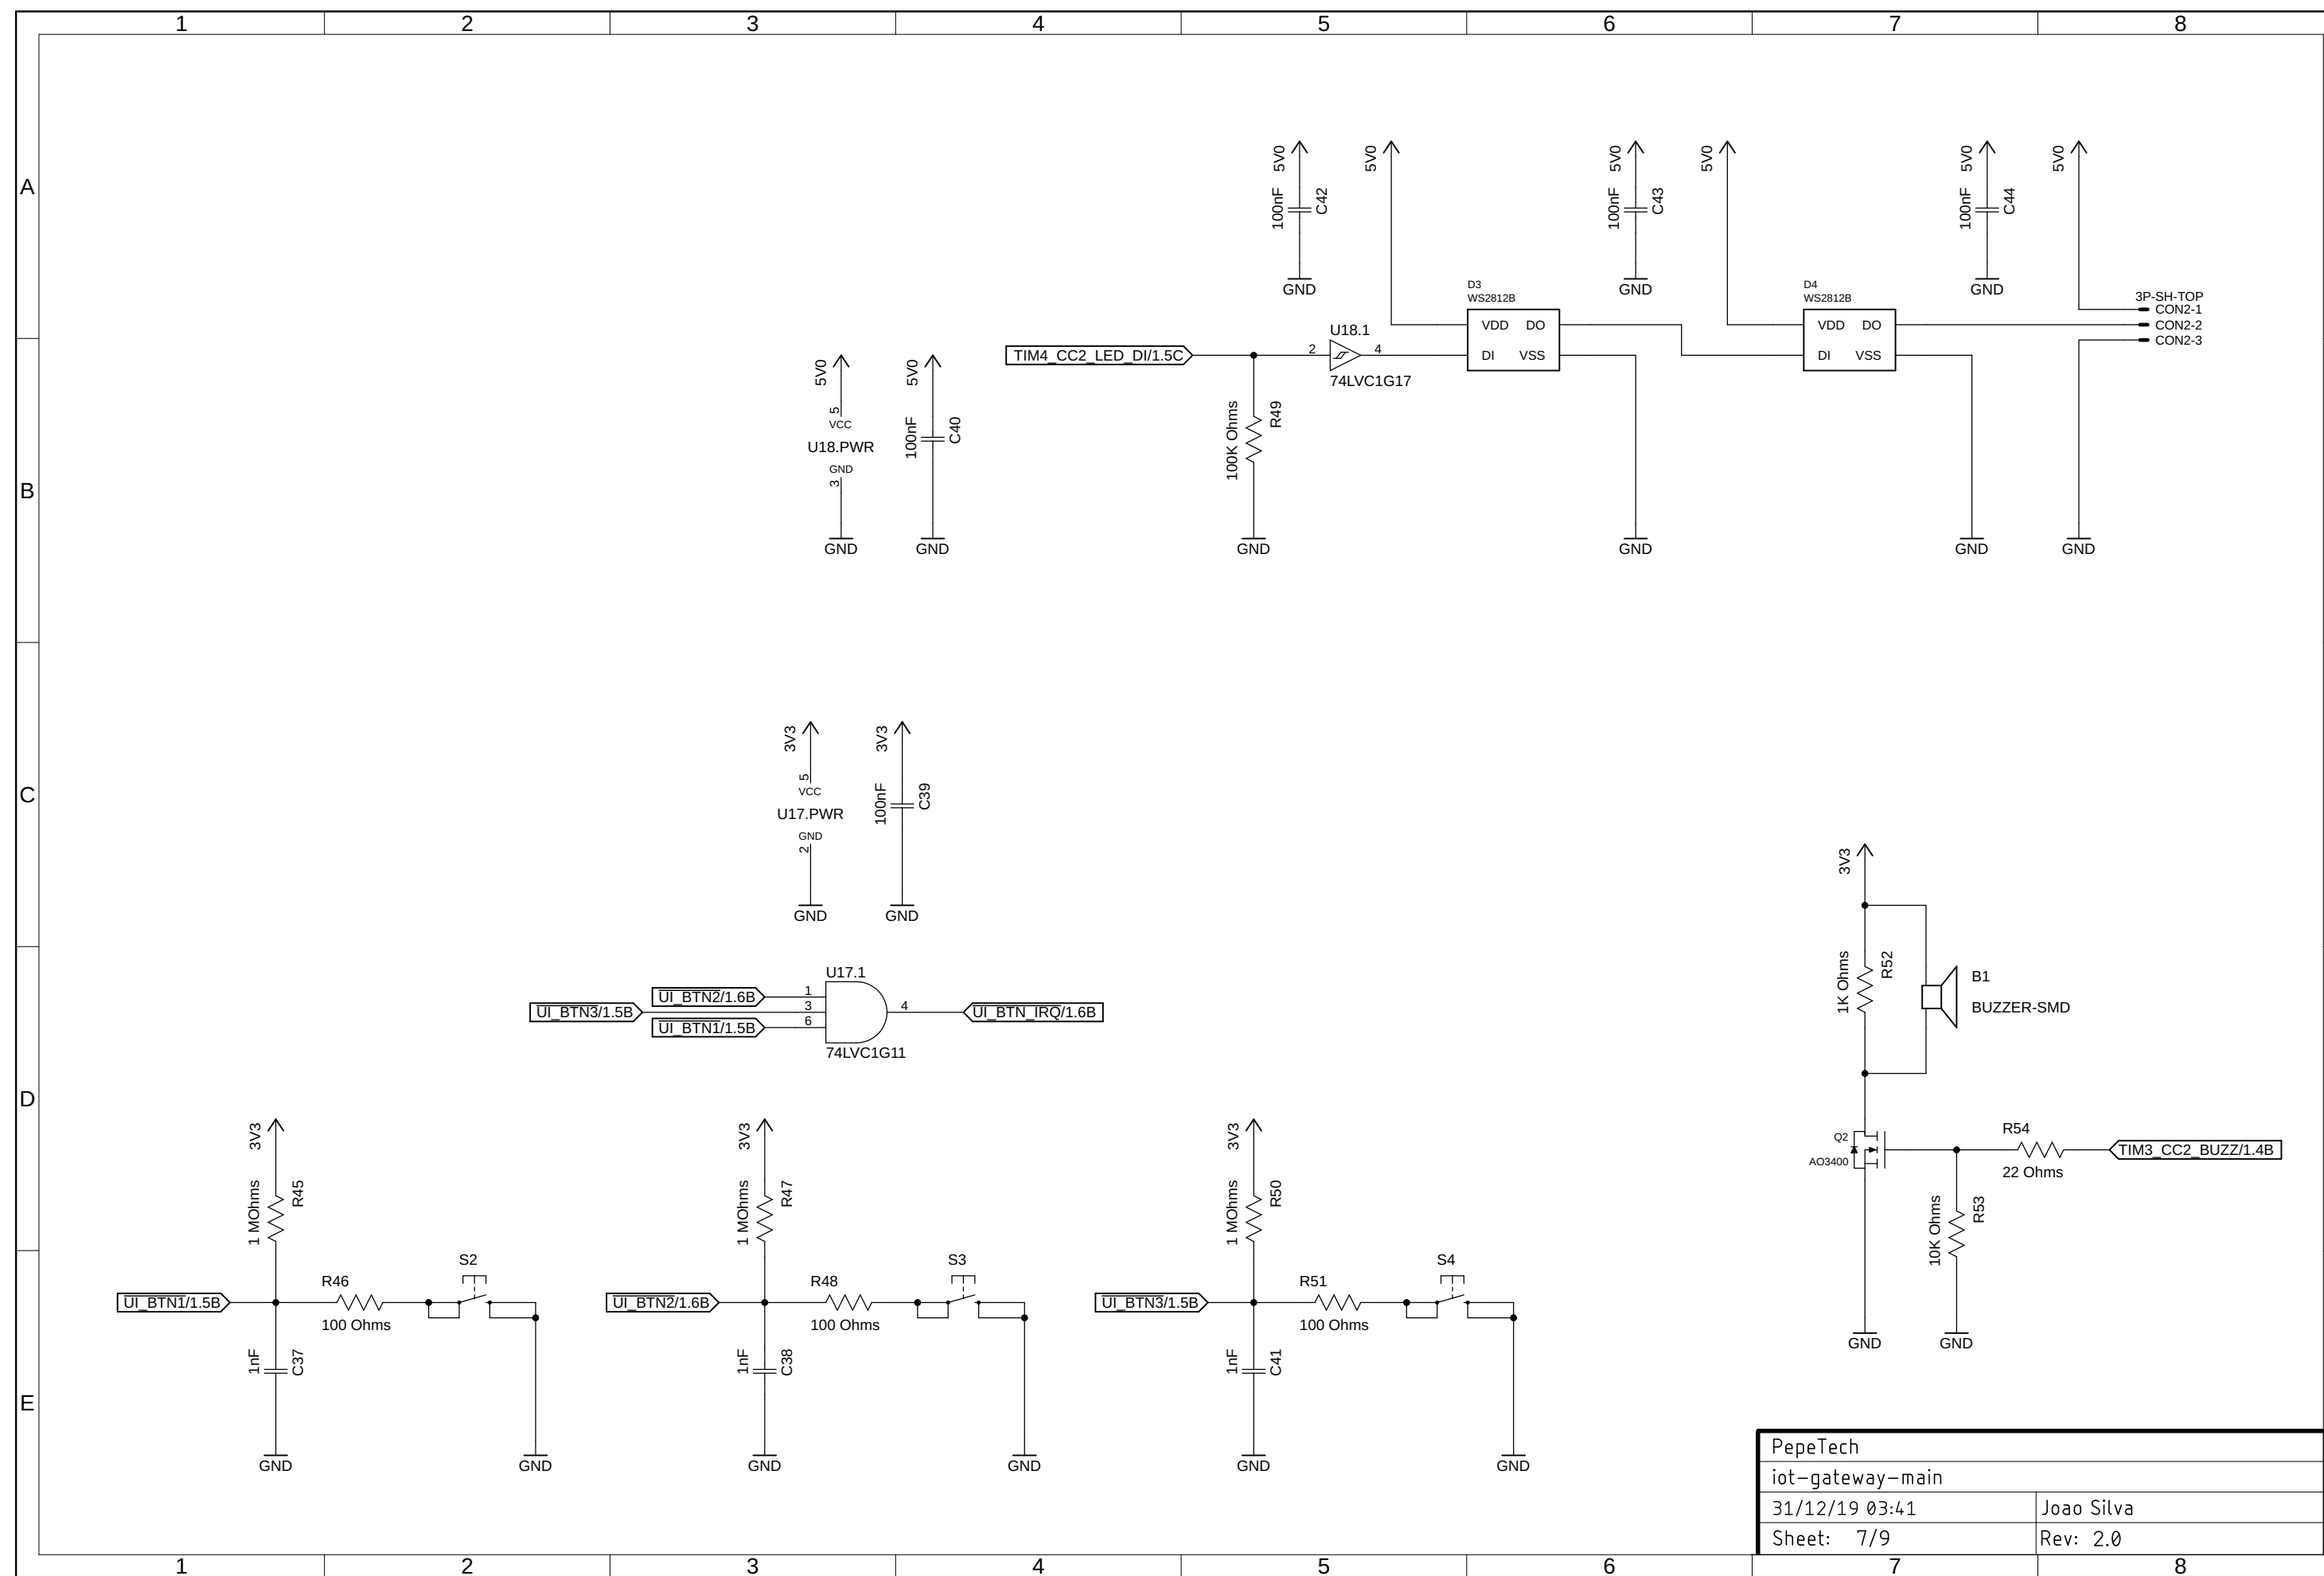 1 2 3 4 5 6 7 8
A
5V0 5V0 5V0 5V0 5V0 5V0
100nF C42 100nF C43 100nF C44
GND GND GND
D3
WS2812B
VDD DO
DI VSS
D4
WS2812B
VDD DO
DI VSS
3P-SH-TOP
CON2-1
CON2-2
CON2-3
TIM4_CC2_LED_DI/1.5C
U18.1
2 4
74LVC1G17
5V0 5V0
5
VCC
U18.PWR
GND
3
100nF C40
100K Ohms R49
B
GND GND GND GND GND GND
3V3 3V3
5
VCC
U17.PWR
GND
2
100nF C39
C
GND GND
U17.1
UI_BTN2/1.6B 1
UI_BTN3/1.5B 3 4 UI_BTN_IRQ/1.6B
UI_BTN1/1.5B 6
74LVC1G11
3V3
1K Ohms R52
B1
BUZZER-SMD
D
Q2
AO3400
R54
22 Ohms
TIM3_CC2_BUZZ/1.4B
10K Ohms R53
GND GND
3V3 3V3 3V3
1 MOhms R45 1 MOhms R47 1 MOhms R50
S2 S3 S4
R46 R48 R51
UI_BTN1/1.5B UI_BTN2/1.6B UI_BTN3/1.5B
100 Ohms 100 Ohms 100 Ohms
1nF C37 1nF C38 1nF C41
E
GND GND GND GND GND GND
PepeTech
iot-gateway-main
31/12/19 03:41 Joao Silva
Sheet: 7/9 Rev: 2.0
1 2 3 4 5 6 7 8